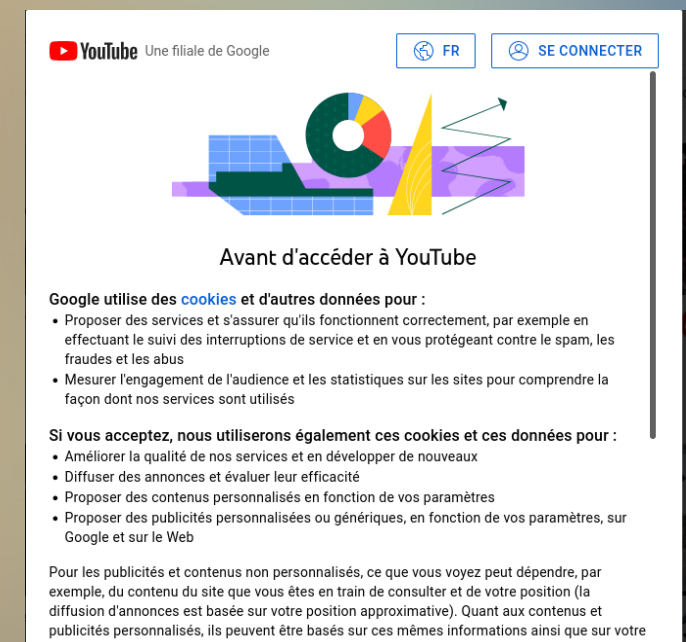 YouTube Une filiale de Google FR SE CONNECTER
Avant d'accéder à YouTube
Google utilise des cookies et d'autres données pour :
• Proposer des services et s'assurer qu'ils fonctionnent correctement, par exemple en
effectuant le suivi des interruptions de service et en vous protégeant contre le spam, les
fraudes et les abus
• Mesurer l'engagement de l'audience et les statistiques sur les sites pour comprendre la
façon dont nos services sont utilisés
Si vous acceptez, nous utiliserons également ces cookies et ces données pour :
• Améliorer la qualité de nos services et en développer de nouveaux
• Diffuser des annonces et évaluer leur efficacité
• Proposer des contenus personnalisés en fonction de vos paramètres
• Proposer des publicités personnalisées ou génériques, en fonction de vos paramètres, sur
Google et sur le Web
Pour les publicités et contenus non personnalisés, ce que vous voyez peut dépendre, par
exemple, du contenu du site que vous êtes en train de consulter et de votre position (la
diffusion d'annonces est basée sur votre position approximative). Quant aux contenus et
publicités personnalisés, ils peuvent être basés sur ces mêmes informations ainsi que sur votre